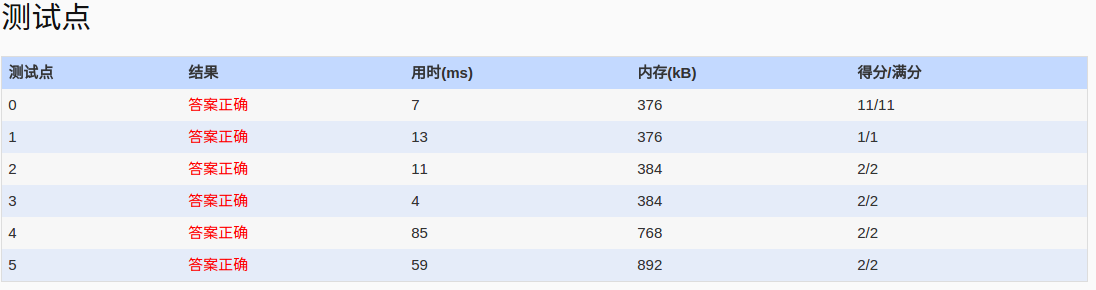 测试点
测试点 结果 用时(ms) 内存(kB) 得分/满分
0 答案正确 7 376 11/11
1 答案正确 13 376 1/1
2 答案正确 11 384 2/2
3 答案正确 4 384 2/2
4 答案正确 85 768 2/2
5 答案正确 59 892 2/2